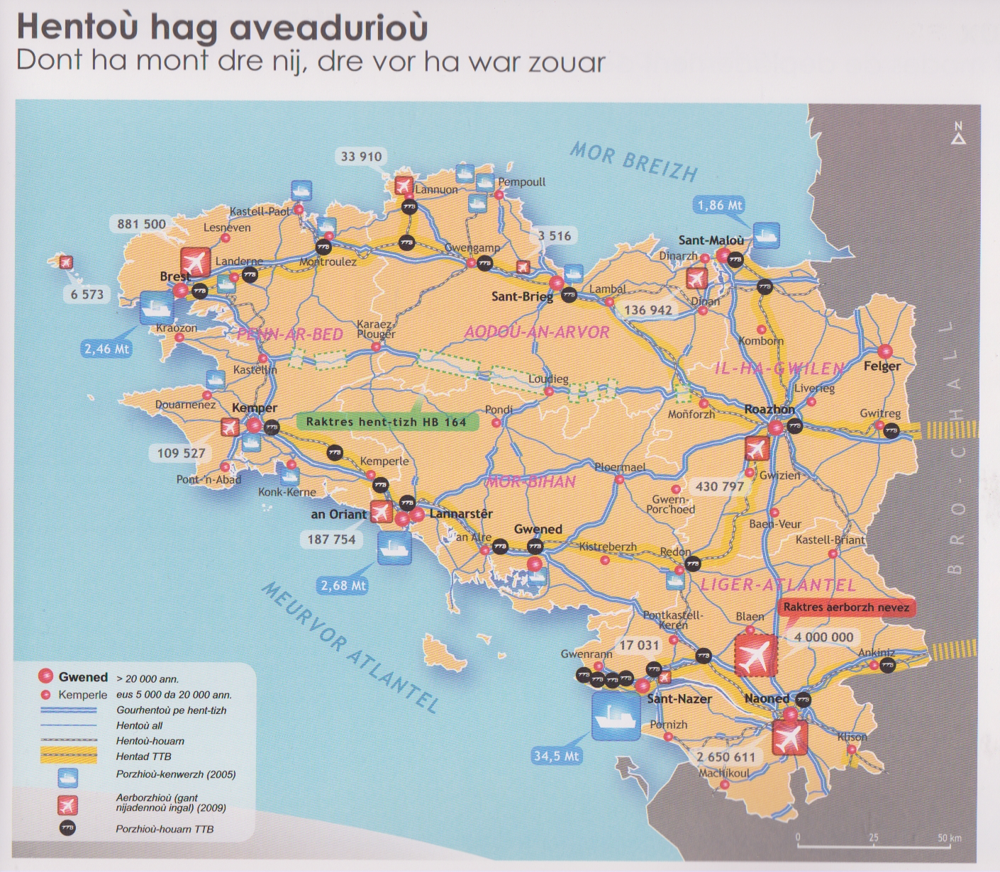 Hentoù hag aveadurioù
Dont ha mont dre nij, dre vor ha war zouar
N
MOR BREIZH
33 910
Lannuon
Pempoull
Kastell-Paol
881 500
Lesneven
1,86 Mt
3 516
Sant-Maloù
Dinarzh
Gwengamp
Landerne
Montroulez
Brest
6 573
Sant-Brieg
Lambal
136 942
Dinan
Kraozon
2,46 Mt
PENN-AR-BED
Karaez-
Plougêr
AODOÙ-AN-ARVOR
Komborn
IL-HA-GWILEN
Felger
Kastellin
Loudieg
Liverieg
Douarnenez
Kemper
Raktres hent-tizh HB 164
Pondi
Moñforzh
Roazhon
Gwitreg
109 527
Kemperle
Pont-'n-Abad
Konk-Kerne
MOR-BIHAN
Ploermael
430 797
Gwizien
Gwern-
Porc'hoed
an Oriant
Lannarstêr
Baen-Veur
187 754
an Alre
Gwened
Kistreberzh
Redon
Kastell-Briant
BRO-C'HALL
2,68 Mt
MEURVOR ATLANTEL
LIGER-ATLANTEL
Raktres aerborzh nevez
Pontkastell-
Keren
Blaen
4 000 000
17 031
Gwenrann
Ankiniz
Sant-Nazer
Naoned
Pornizh
Klison
34,5 Mt
2 650 611
Machikoul
Gwened > 20 000 ann.
Kemperle eus 5 000 da 20 000 ann.
Gourhentoù pe hent-tizh
Hentoù all
Hentoù-houarn
Hentad TTB
Porzhioù-kenwerzh (2005)
Aerborzhioù (gant
nijadennoù ingal) (2009)
TTB Porzhioù-houarn TTB
0 25 50 km